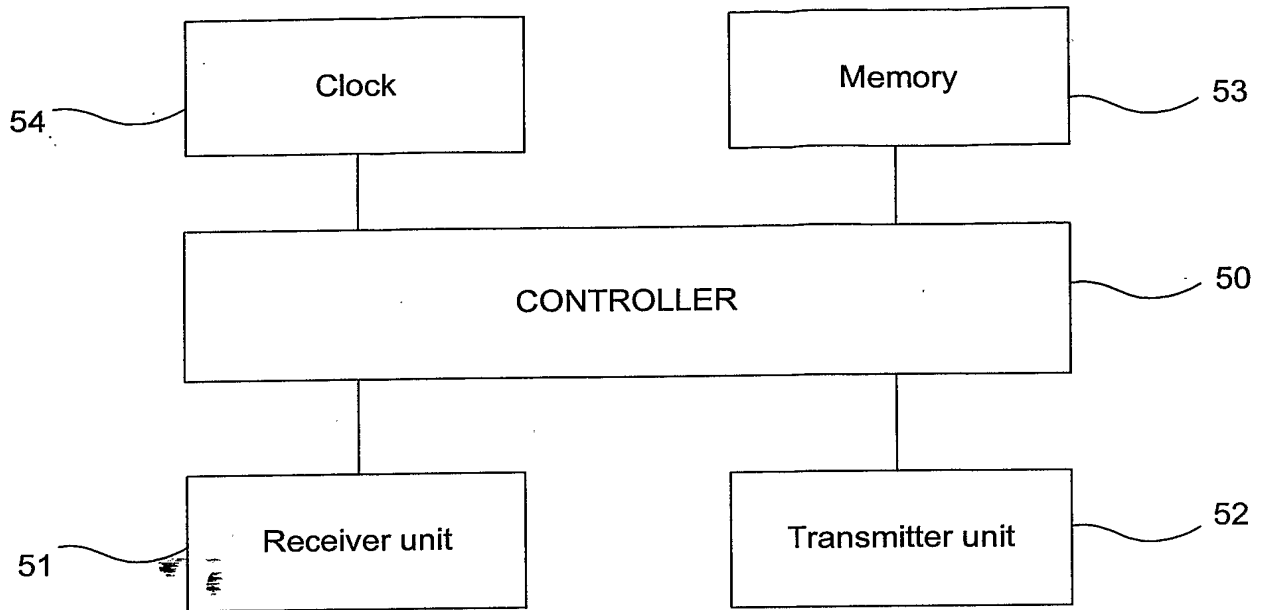 Clock
Memory
54
53
CONTROLLER
50
Receiver unit
Transmitter unit
51
52